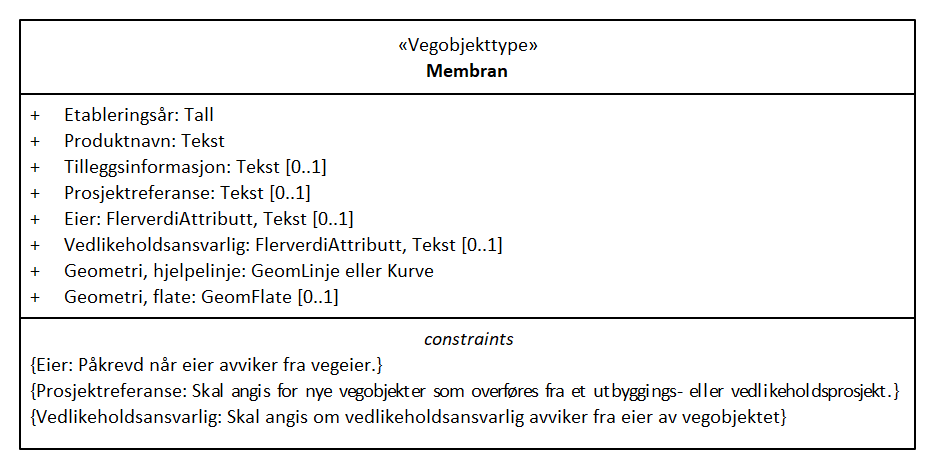 «Vegobjekttype»
Membran
+ Etableringsår: Tall
+ Produktnavn: Tekst
+ Tilleggsinformasjon: Tekst [0..1]
+ Prosjektreferanse: Tekst [0..1]
+ Eier: FlerverdiAttributt, Tekst [0..1]
+ Vedlikeholdsansvarlig: FlerverdiAttributt, Tekst [0..1]
+ Geometri, hjelpelinje: GeomLinje eller Kurve
+ Geometri, flate: GeomFlate [0..1]
constraints
{Eier: Påkrevd når eier avviker fra vegeier.}
{Prosjektreferanse: Skal angis for nye vegobjekter som overføres fra et utbyggings- eller vedlikeholdsprosjekt.}
{Vedlikeholdsansvarlig: Skal angis om vedlikeholdsansvarlig avviker fra eier av vegobjektet}